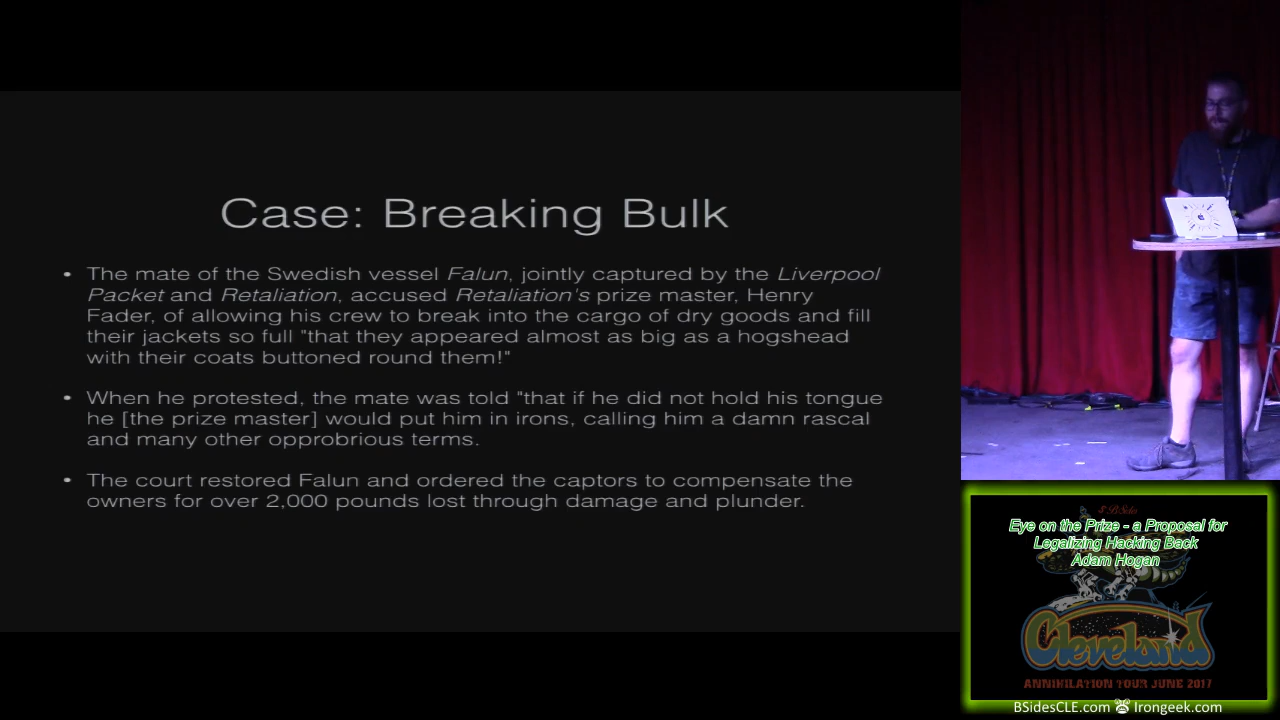 Case: Breaking Bulk
• The mate of the Swedish vessel Falun, jointly captured by the Liverpool
Packet and Retaliation, accused Retaliation's prize master, Henry
Fader, of allowing his crew to break into the cargo of dry goods and fill
their jackets so full "that they appeared almost as big as a hogshead
with their coats buttoned round them!"
• When he protested, the mate was told "that if he did not hold his tongue
he [the prize master] would put him in irons, calling him a damn rascal
and many other opprobrious terms.
• The court restored Falun and ordered the captors to compensate the
owners for over 2,000 pounds lost through damage and plunder.
BSides
Eye on the Prize - a Proposal for
Legalizing Hacking Back
Adam Hogan
Cleveland
ANNIHILATION TOUR JUNE 2017
BSidesCLE.com Irongeek.com